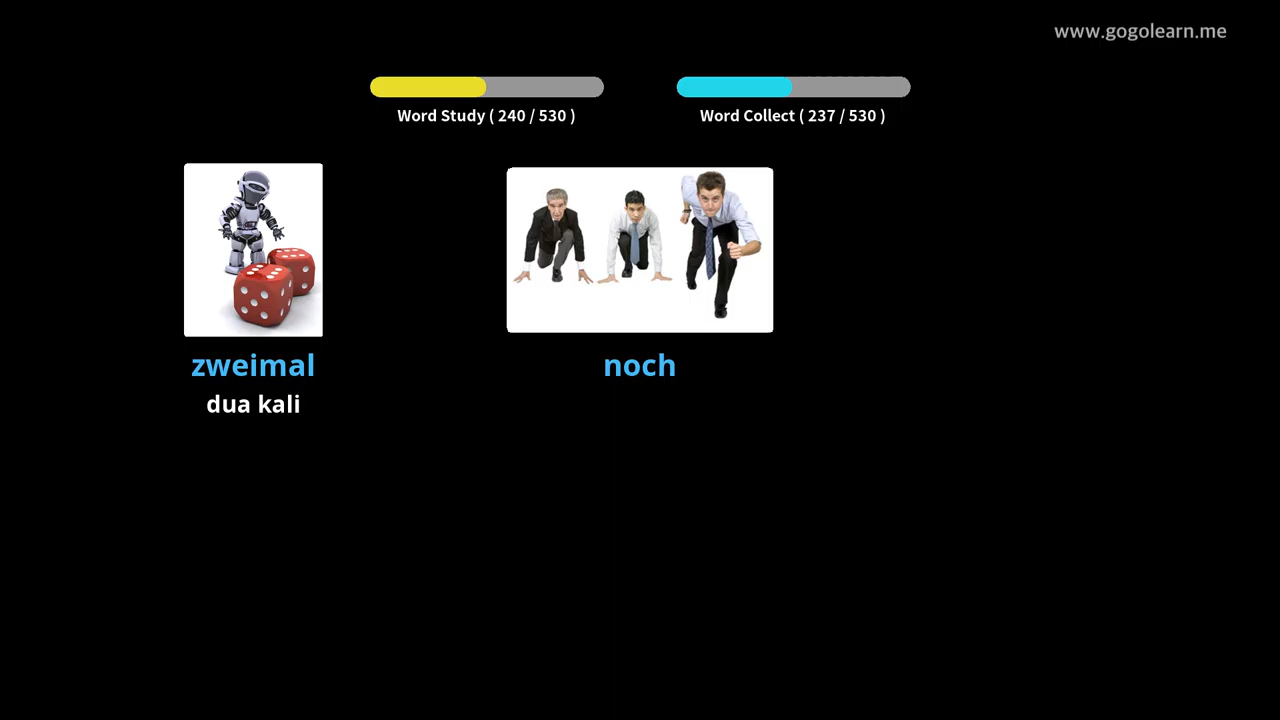 www.gogolearn.me
Word Study ( 240 / 530 )
Word Collect ( 237 / 530 )
zweimal
dua kali
noch